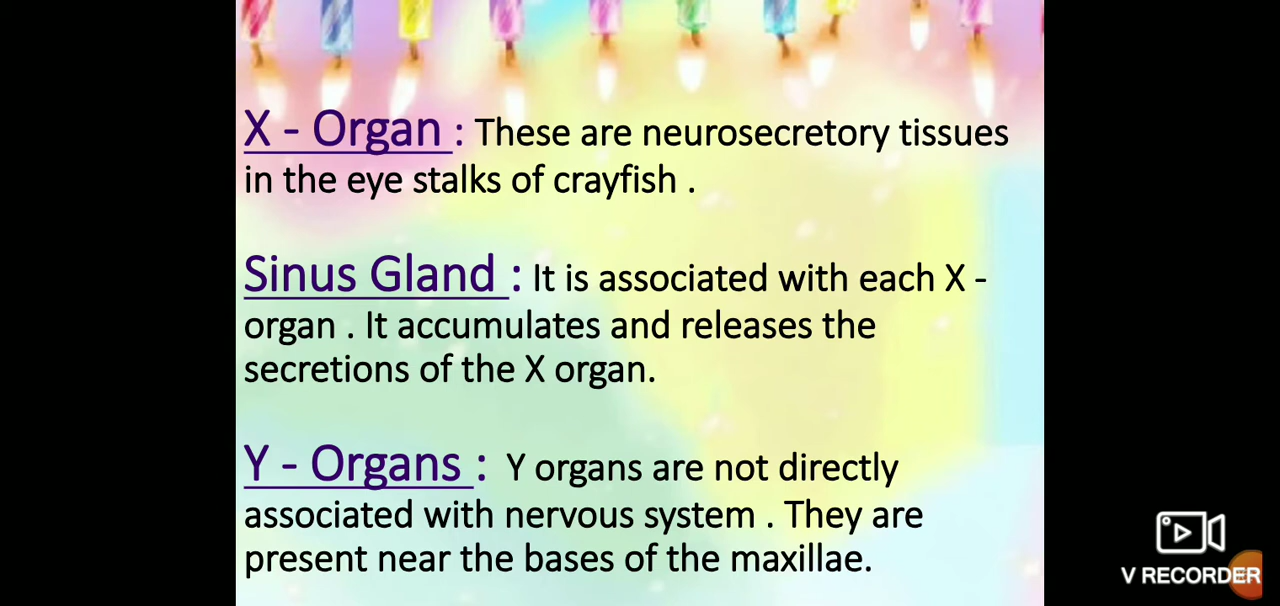 X - Organ : These are neurosecretory tissues
in the eye stalks of crayfish .
Sinus Gland : It is associated with each X -
organ . It accumulates and releases the
secretions of the X organ.
Y - Organs : Y organs are not directly
associated with nervous system . They are
present near the bases of the maxillae.
V RECORDER